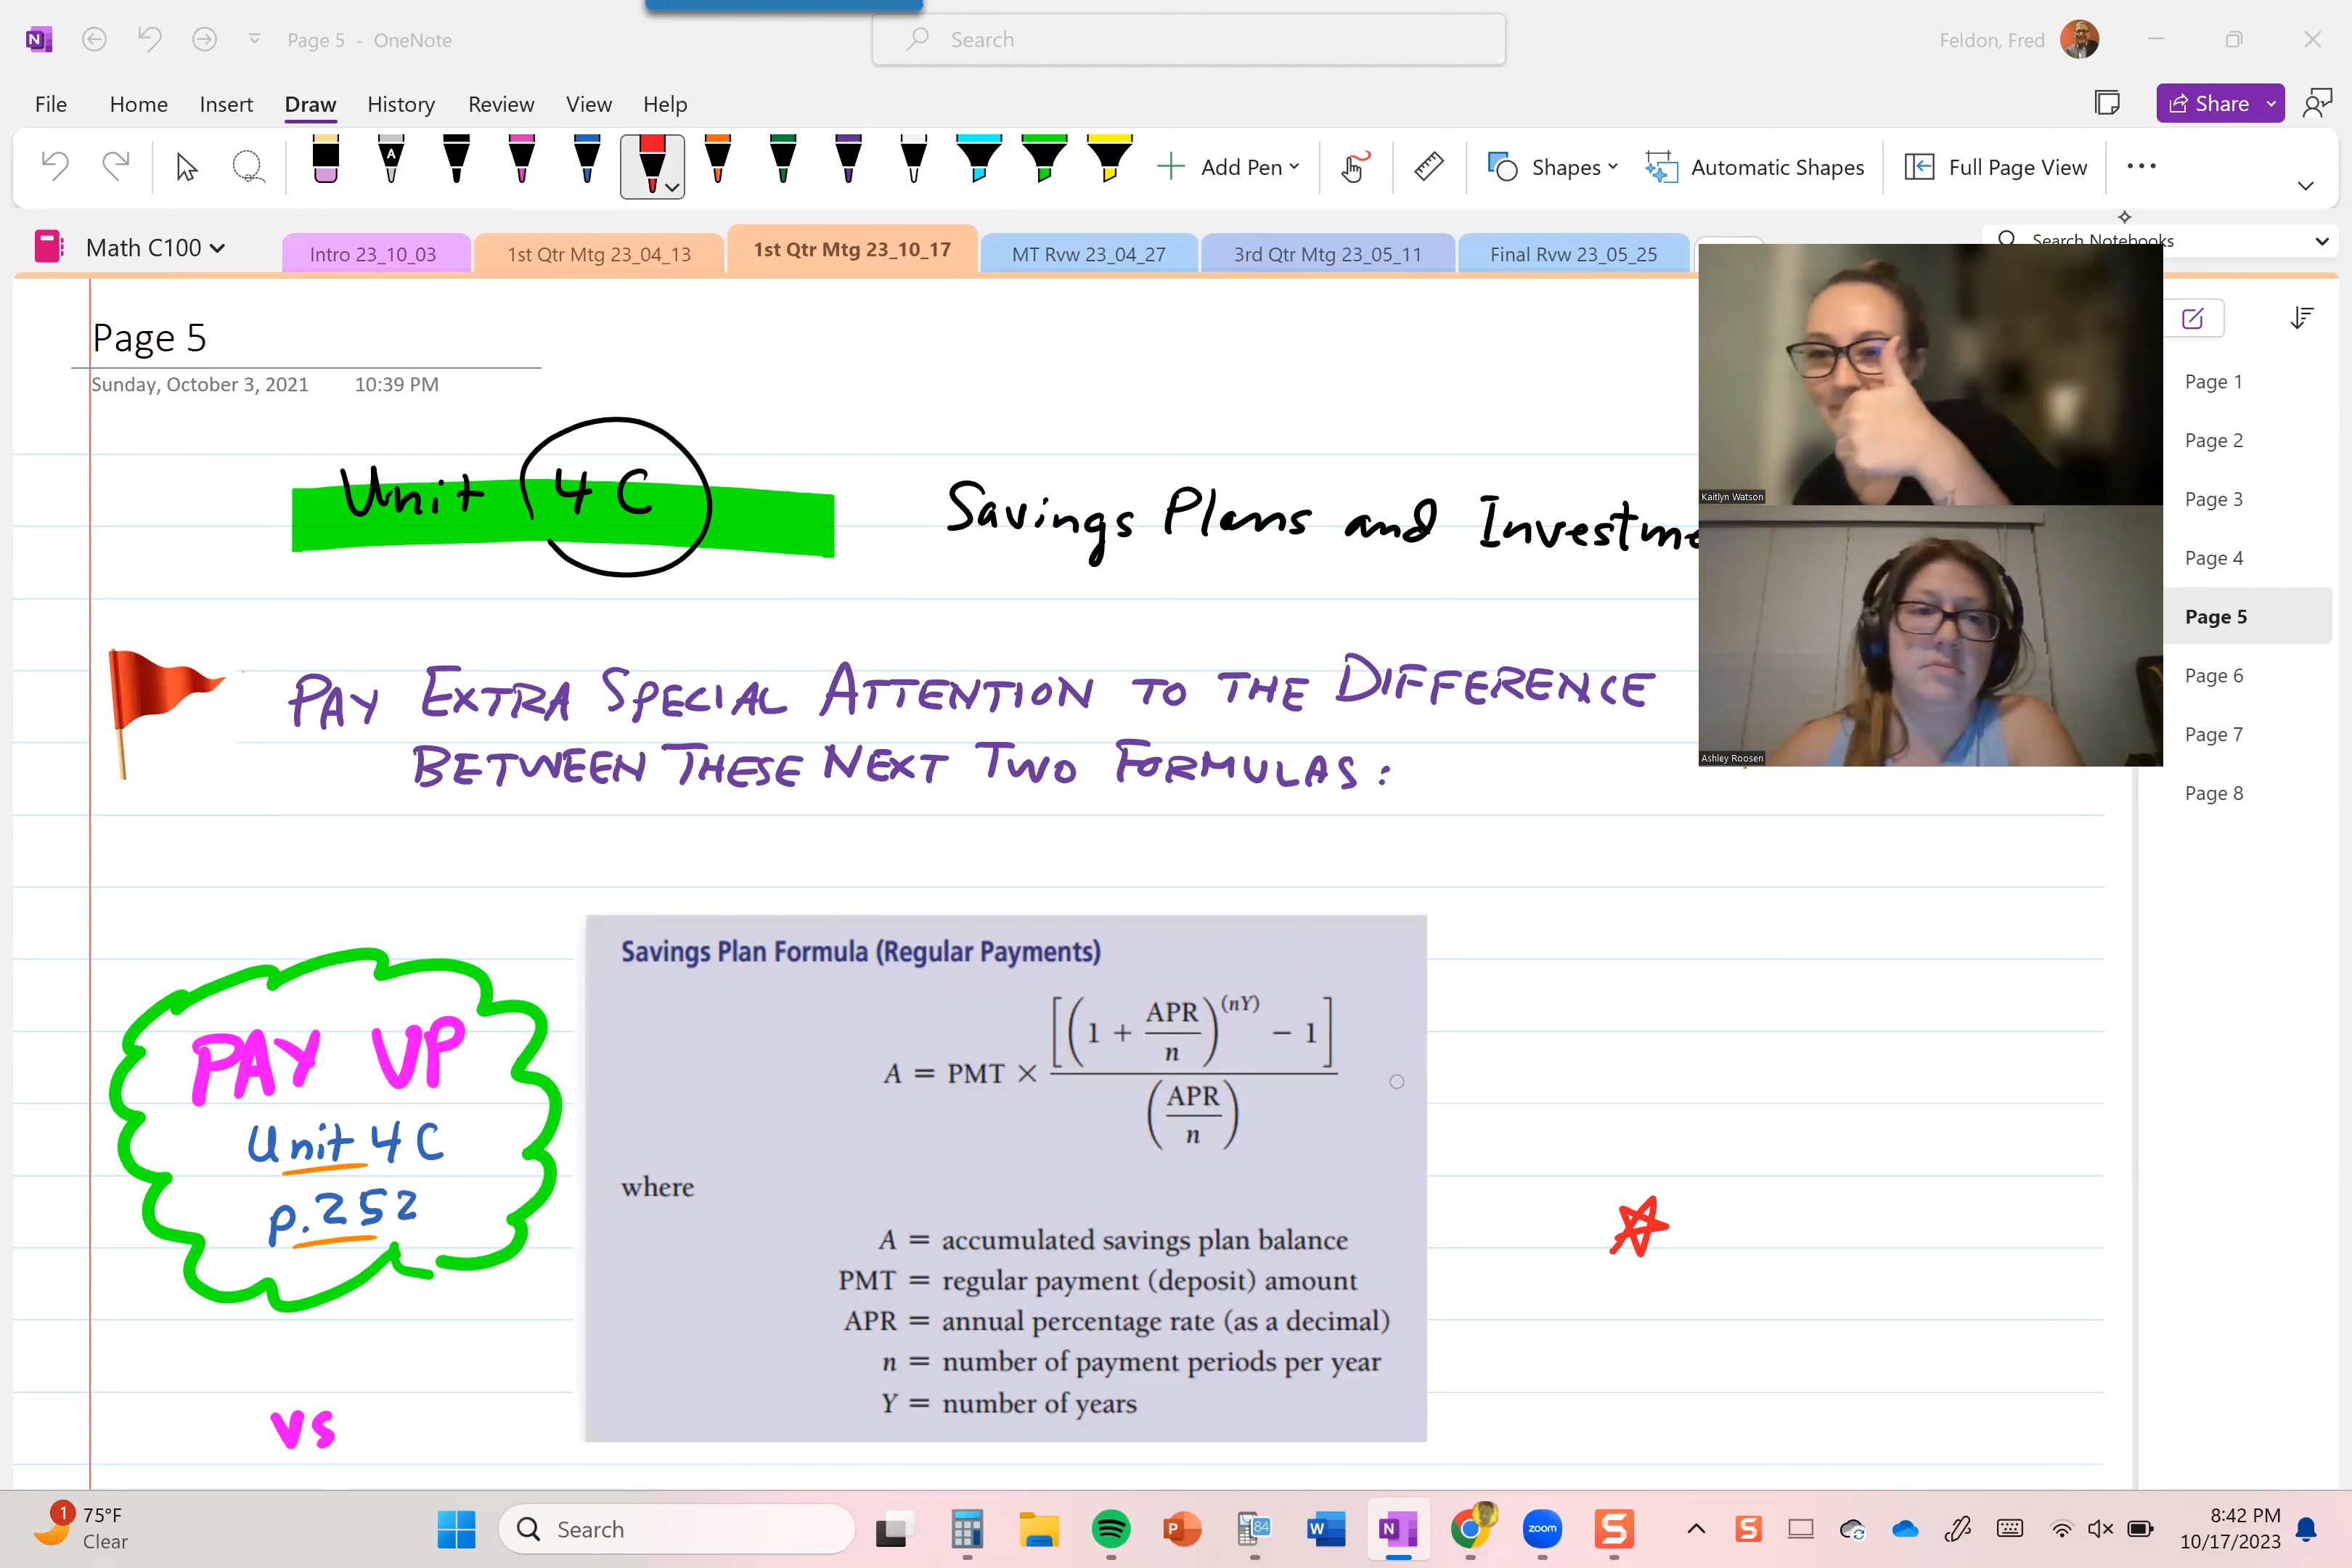 Page 5 - OneNote
Search
Feldon, Fred
File Home Insert Draw History Review View Help
Share
A
Add Pen
Shapes
Automatic Shapes
Full Page View
Math C100
Intro 23_10_03
1st Qtr Mtg 23_04_13
1st Qtr Mtg 23_10_17
MT Rvw 23_04_27
3rd Qtr Mtg 23_05_11
Final Rvw 23_05_25
Search Notebooks
Page 5
Sunday, October 3, 2021 10:39 PM
Unit 4C Savings Plans and Investme
PAY EXTRA SPECIAL ATTENTION TO THE DIFFERENCE
BETWEEN THESE NEXT TWO FORMULAS:
Kaitlyn Watson
Ashley Roosen
Page 1
Page 2
Page 3
Page 4
Page 5
Page 6
Page 7
Page 8
PAY UP
Unit 4C
p.252
vs
Savings Plan Formula (Regular Payments)
A = PMT × [(1 + APR/n)^(nY) − 1] / (APR/n)
where
A = accumulated savings plan balance
PMT = regular payment (deposit) amount
APR = annual percentage rate (as a decimal)
n = number of payment periods per year
Y = number of years
1
75°F
Clear
Search
84
zoom
8:42 PM
10/17/2023